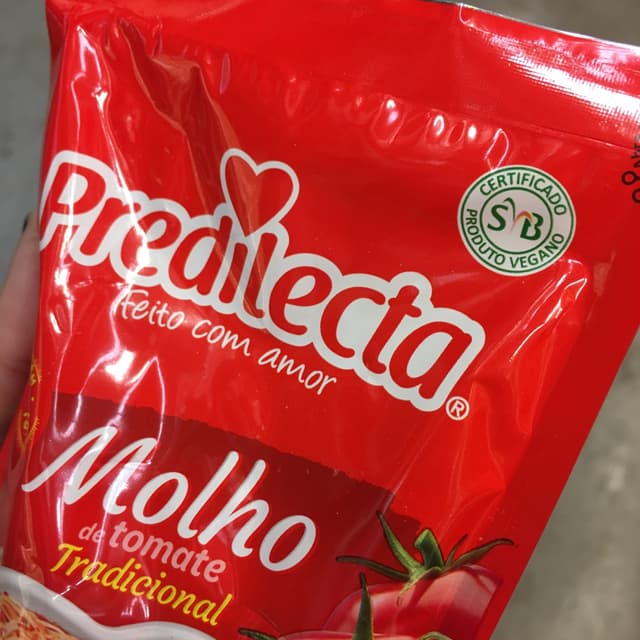 Predilecta®
feito com amor
CERTIFICADO
SVB
PRODUTO VEGANO
Molho
de tomate
Tradicional